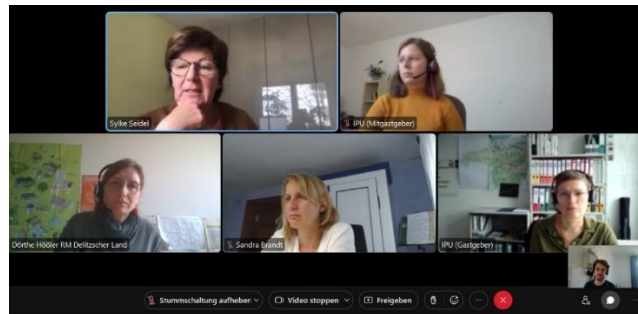 Sylke Seidel
IPU (Mitgastgeber)
Dörthe Hößler RM Delitzscher Land
Sandra Brandt
IPU (Gastgeber)
Stummschaltung aufheben
Video stoppen
Freigeben